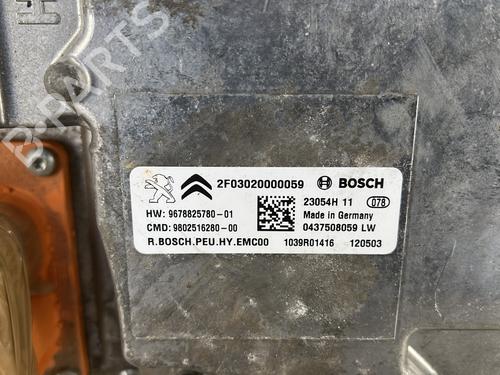 B-PARTS
2F03020000059 BOSCH
HW: 9678825780-01 23054H 11 078
Made in Germany
CMD: 9802516280-00 0437508059 LW
R.BOSCH.PEU.HY.EMC00 1039R01416 120503